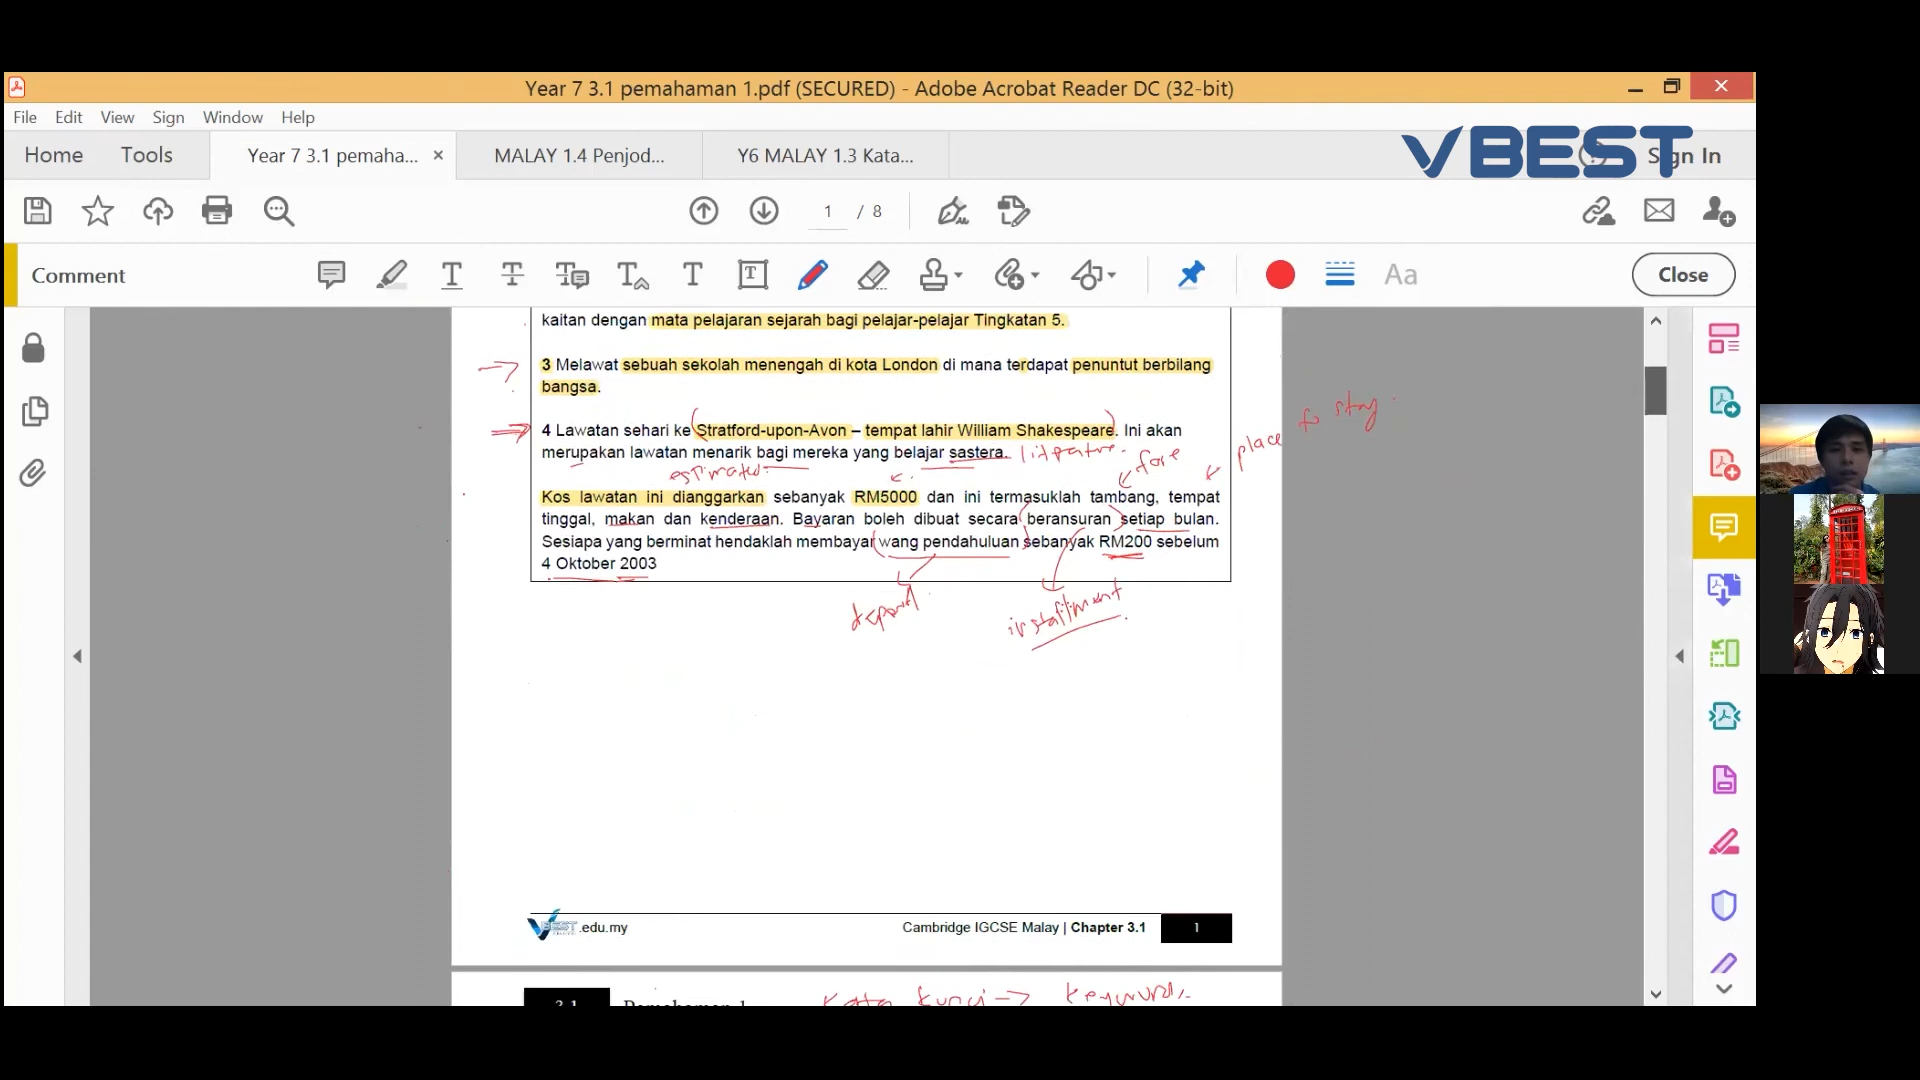 Year 7 3.1 pemahaman 1.pdf (SECURED) - Adobe Acrobat Reader DC (32-bit)
File Edit View Sign Window Help
Home Tools Year 7 3.1 pemaha... × MALAY 1.4 Penjod... Y6 MALAY 1.3 Kata... Sign In
VBEST
1 / 8
Comment
Aa
Close
kaitan dengan mata pelajaran sejarah bagi pelajar-pelajar Tingkatan 5.
3 Melawat sebuah sekolah menengah di kota London di mana terdapat penuntut berbilang
bangsa.
to stay.
4 Lawatan sehari ke Stratford-upon-Avon – tempat lahir William Shakespeare. Ini akan
merupakan lawatan menarik bagi mereka yang belajar sastera. literature.
place
estimated. fare
Kos lawatan ini dianggarkan sebanyak RM5000 dan ini termasuklah tambang, tempat
tinggal, makan dan kenderaan. Bayaran boleh dibuat secara beransuran setiap bulan.
Sesiapa yang berminat hendaklah membayar wang pendahuluan sebanyak RM200 sebelum
4 Oktober 2003
deposit installment
VBEST.edu.my Cambridge IGCSE Malay | Chapter 3.1 1
3.1 Pemahaman 1 Kata kunci → keywords